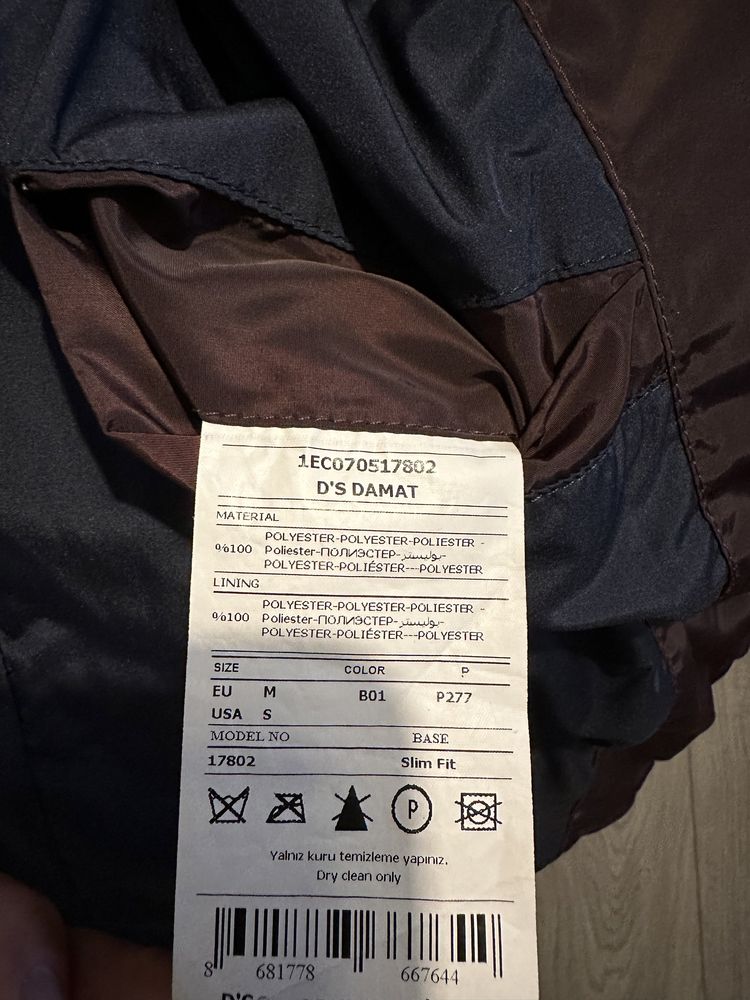 1EC070517802
D'S DAMAT
MATERIAL
%100 POLYESTER-POLYESTER-POLIESTER -
Poliester-ПОЛИЭСТЕР-بوليستر-
POLYESTER-POLIÉSTER---POLYESTER
LINING
%100 POLYESTER-POLYESTER-POLIESTER -
Poliester-ПОЛИЭСТЕР-بوليستر-
POLYESTER-POLIÉSTER---POLYESTER
SIZE COLOR P
EU M B01 P277
USA S
MODEL NO BASE
17802 Slim Fit
P
Yalnız kuru temizleme yapınız.
Dry clean only
8 681778 667644